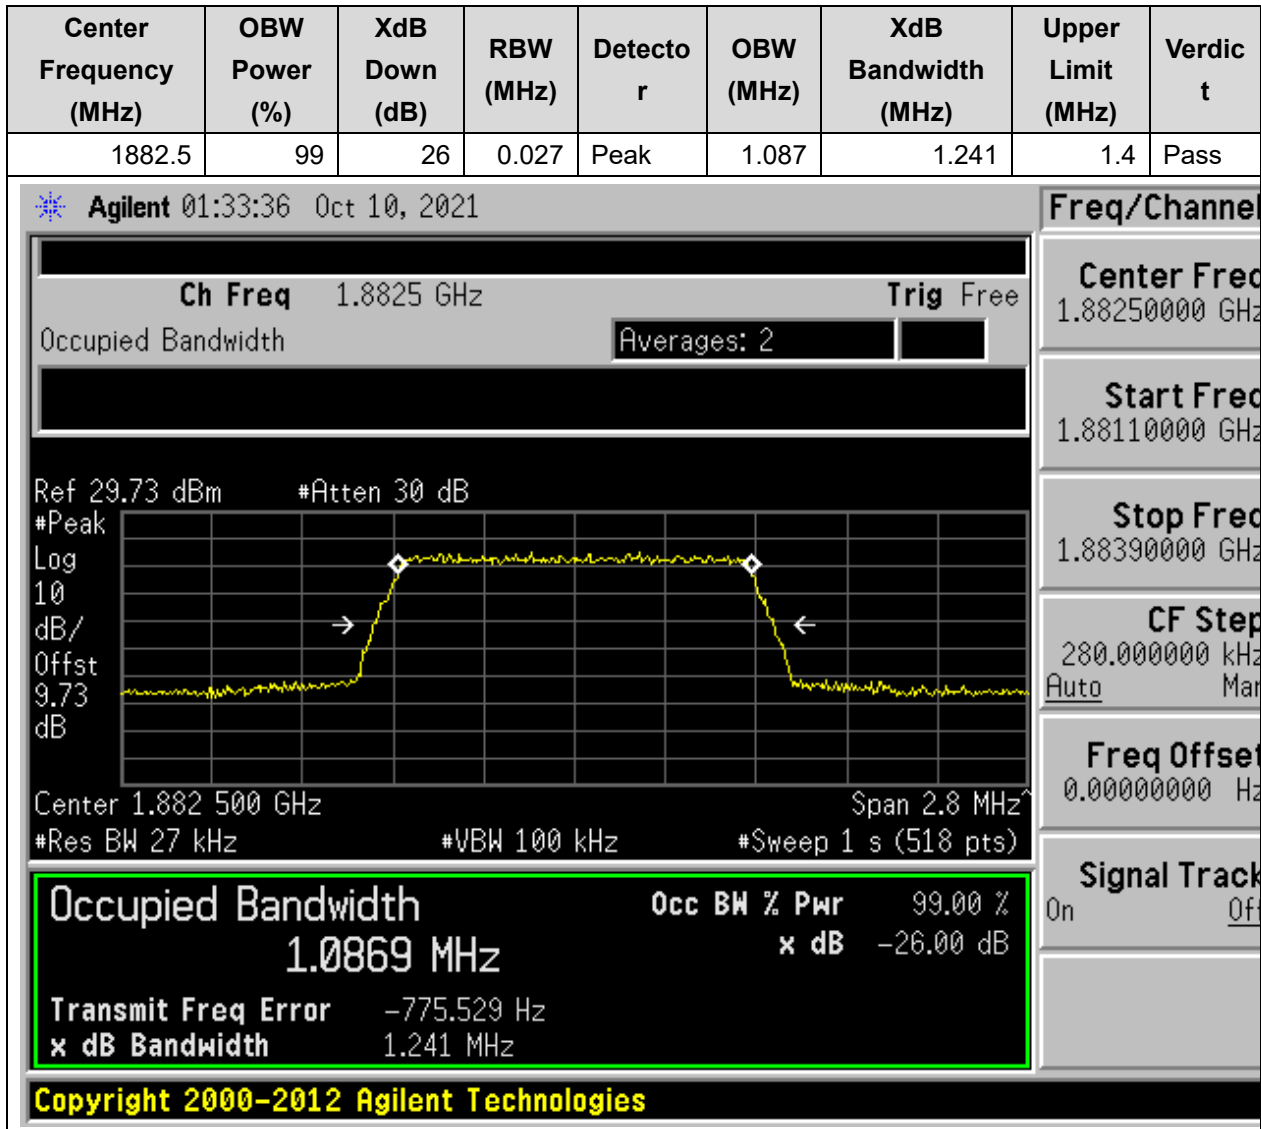 Center Frequency (MHz) OBW Power (%) XdB Down (dB) RBW (MHz) Detector OBW (MHz) XdB Bandwidth (MHz) Upper Limit (MHz) Verdict
1882.5 99 26 0.027 Peak 1.087 1.241 1.4 Pass
Agilent 01:33:36 Oct 10, 2021
Freq/Channel
Ch Freq 1.8825 GHz Trig Free
Occupied Bandwidth Averages: 2
Center Freq
1.88250000 GHz
Start Freq
1.88110000 GHz
Stop Freq
1.88390000 GHz
CF Step
280.000000 kHz
Auto Man
Freq Offset
0.00000000 Hz
Signal Track
On Off
Ref 29.73 dBm #Atten 30 dB
#Peak
Log
10
dB/
Offst
9.73
dB
Center 1.882 500 GHz Span 2.8 MHz^
#Res BW 27 kHz #VBW 100 kHz #Sweep 1 s (518 pts)
Occupied Bandwidth Occ BW % Pwr 99.00 %
1.0869 MHz x dB -26.00 dB
Transmit Freq Error -775.529 Hz
x dB Bandwidth 1.241 MHz
Copyright 2000-2012 Agilent Technologies